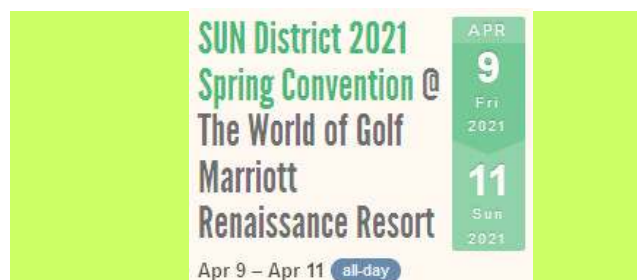 SUN District 2021
Spring Convention @
The World of Golf
Marriott
Renaissance Resort
Apr 9 – Apr 11 all-day
APR
9
Fri
2021
11
Sun
2021